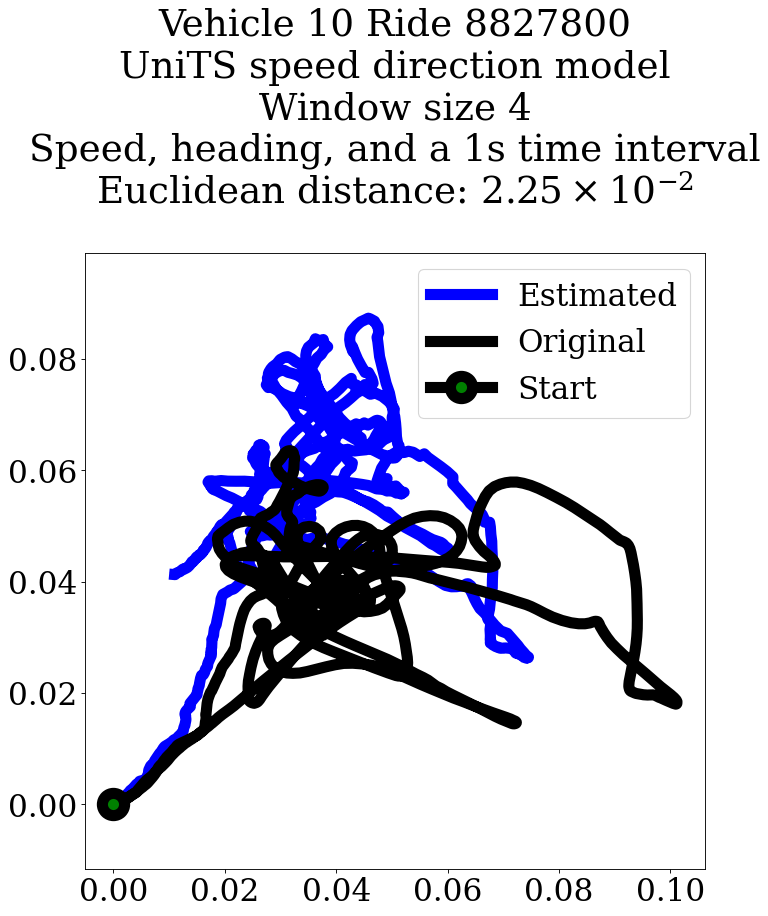 Vehicle 10 Ride 8827800
UniTS speed direction model
Window size 4
Speed, heading, and a 1s time interval
Euclidean distance: 2.25 × 10⁻²
Estimated
Original
Start
0.08
0.06
0.04
0.02
0.00
0.00 0.02 0.04 0.06 0.08 0.10